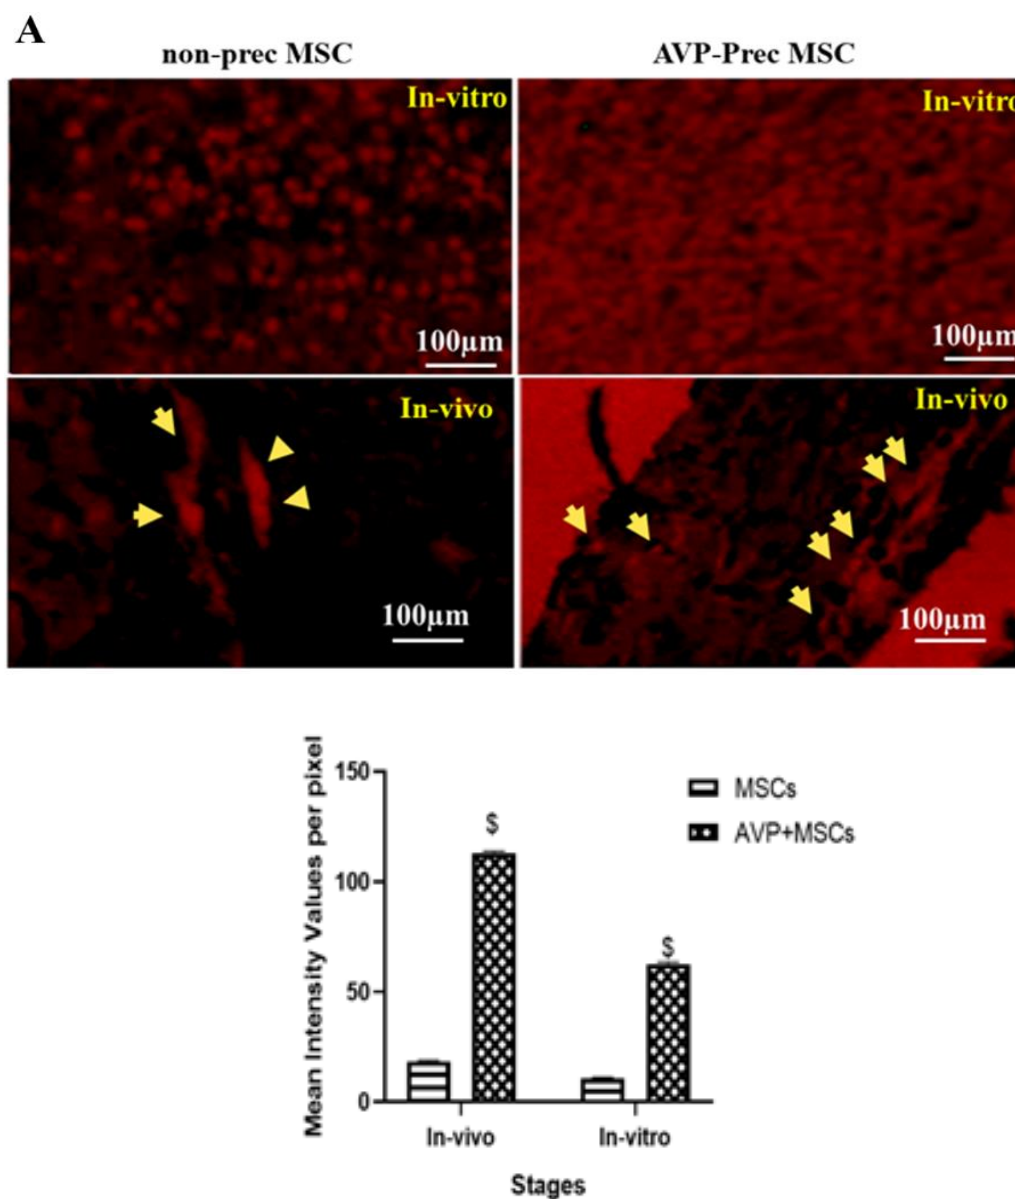 A
non-prec MSC AVP-Prec MSC
In-vitro In-vitro
100µm 100µm
In-vivo In-vivo
100µm 100µm
Mean Intensity Values per pixel
150
100
50
0
$
$
MSCs
AVP+MSCs
In-vivo In-vitro
Stages